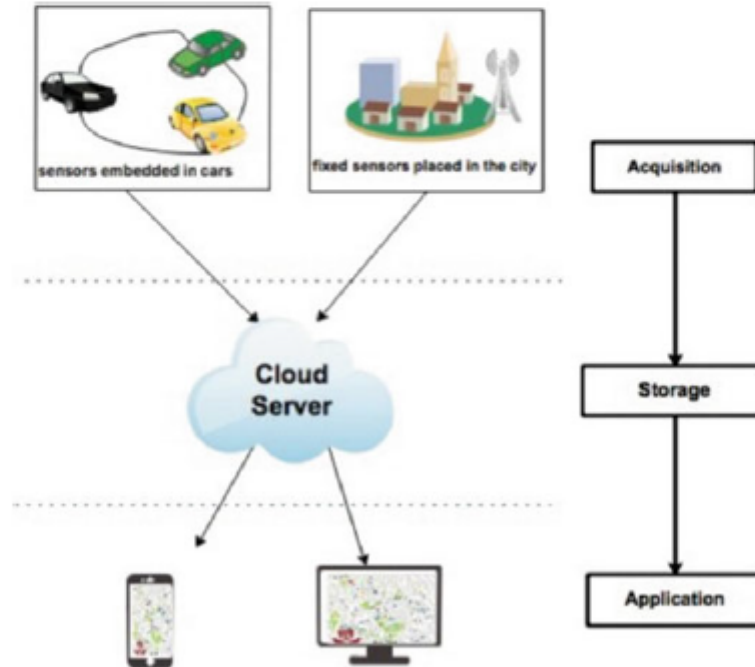 sensors embedded in cars
fixed sensors placed in the city
Acquisition
Cloud
Server
Storage
Application